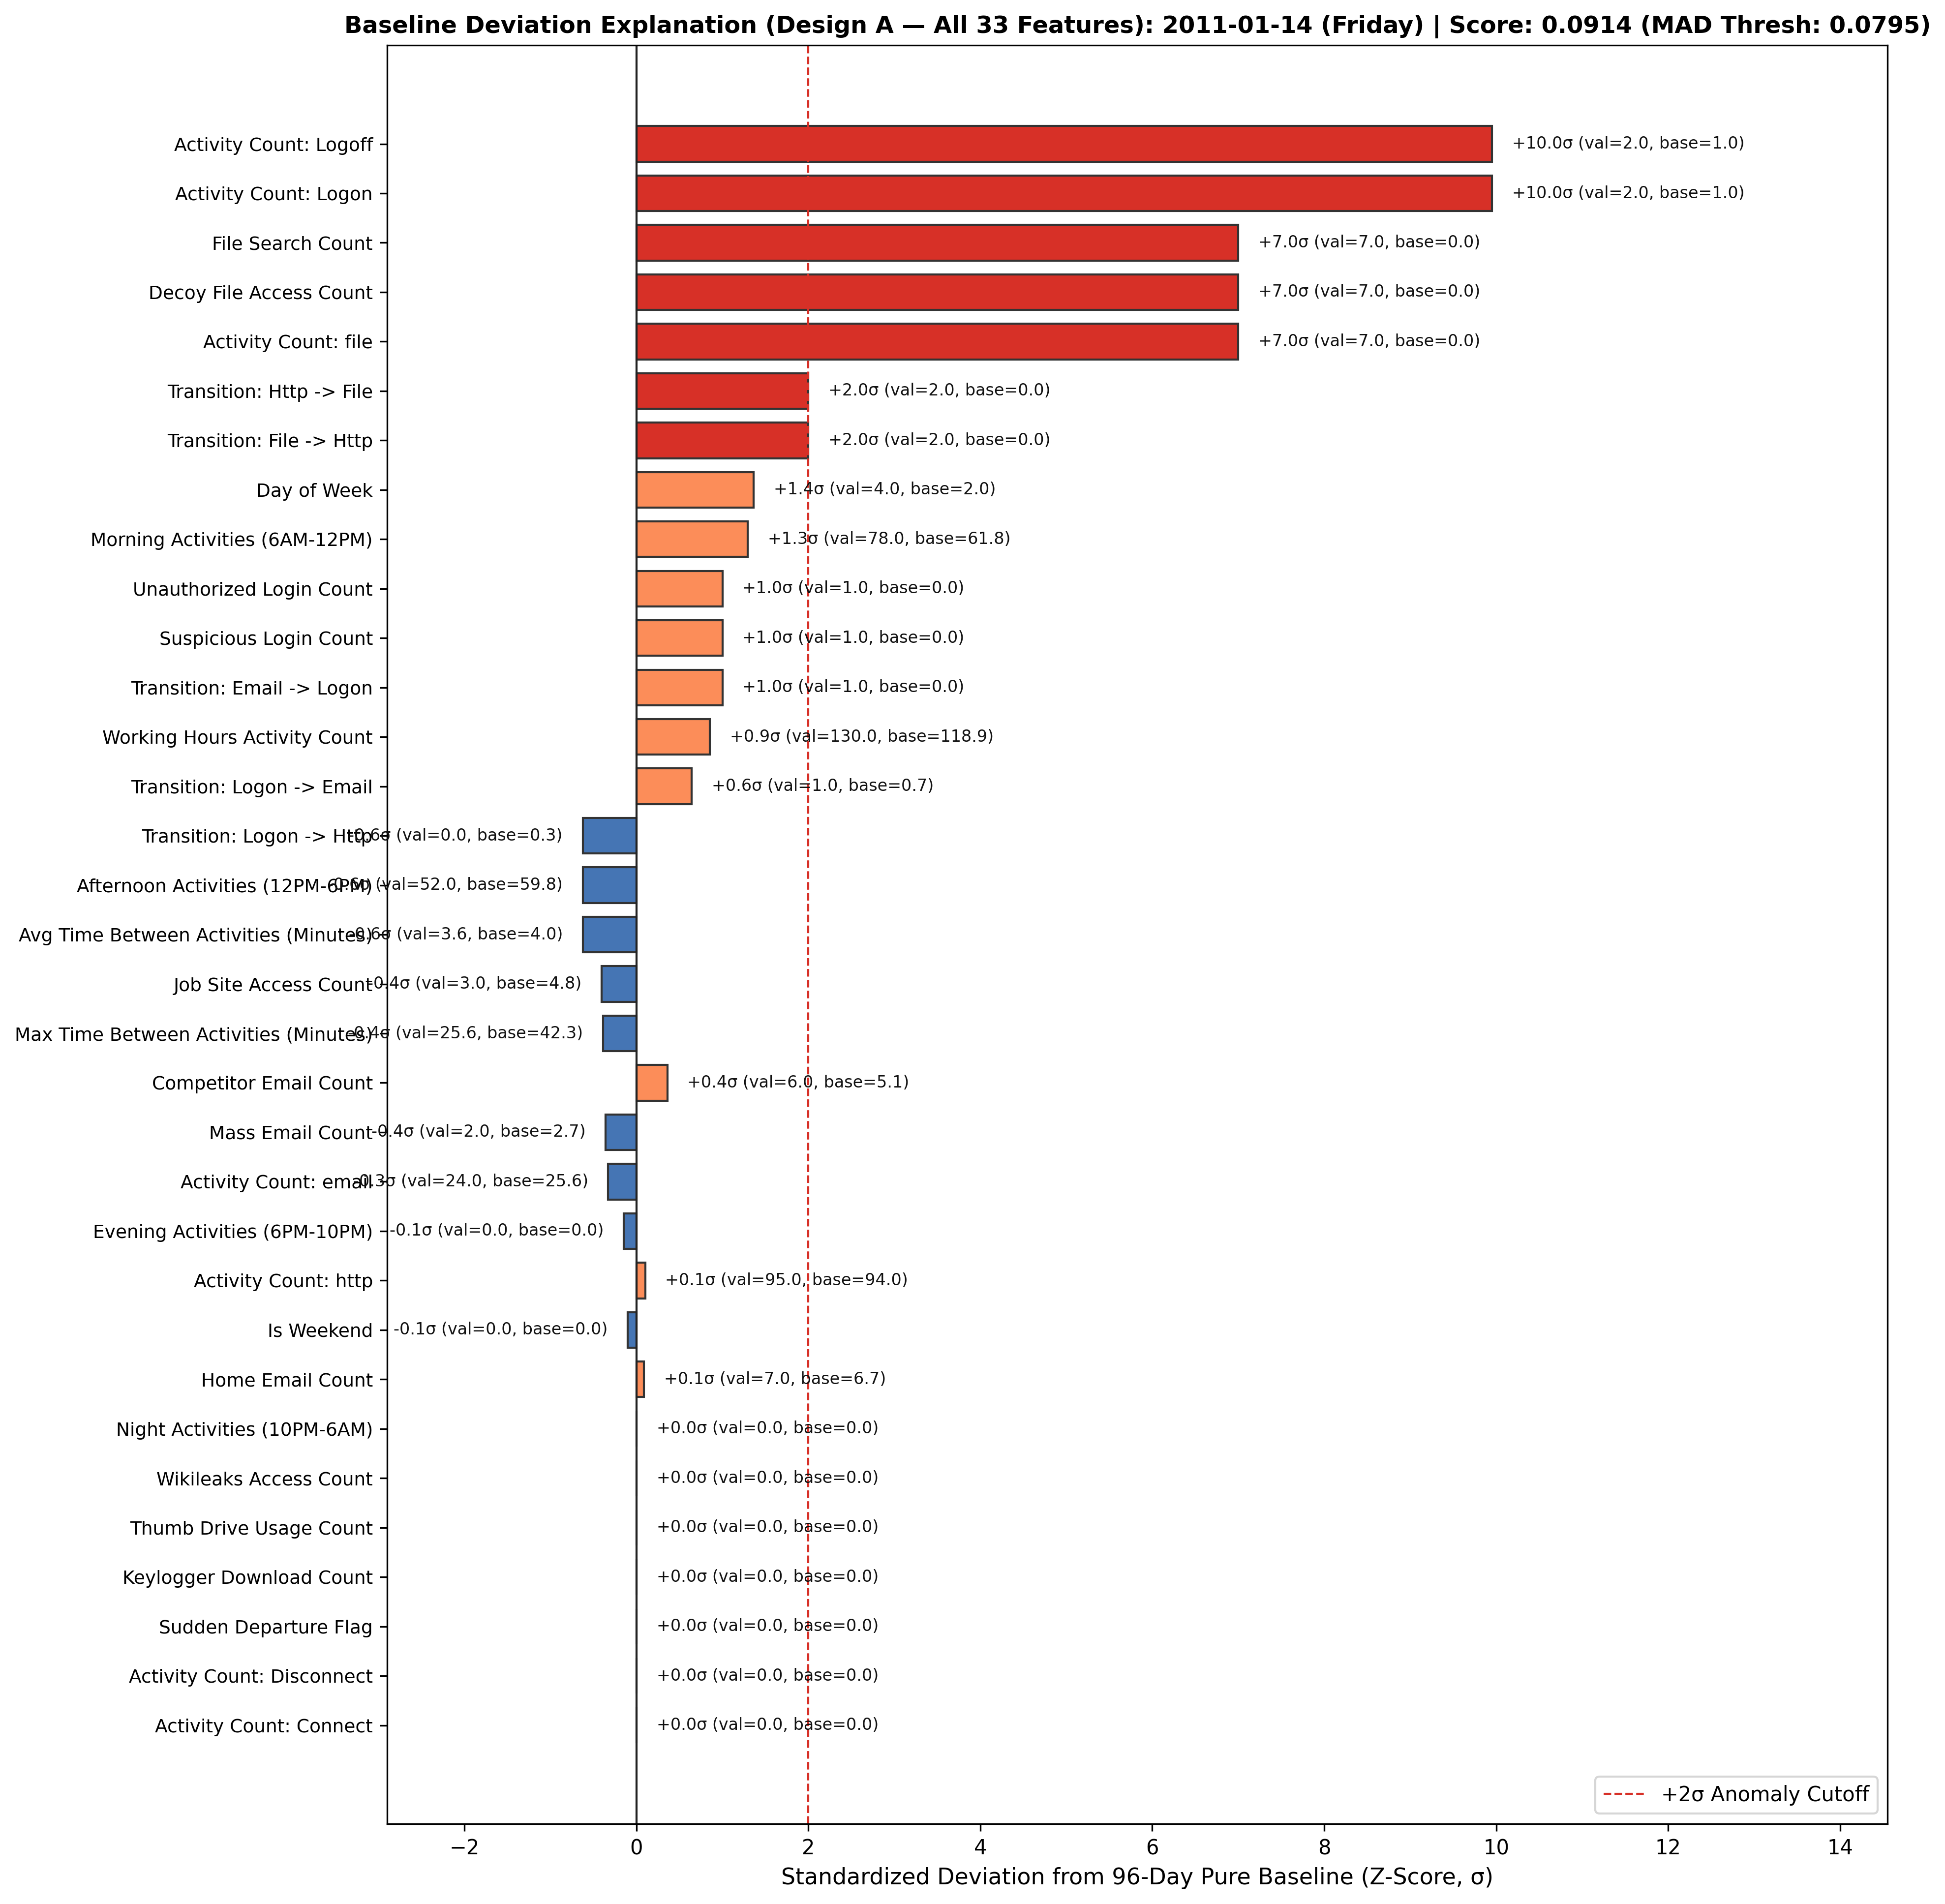 Baseline Deviation Explanation (Design A — All 33 Features): 2011-01-14 (Friday) | Score: 0.0914 (MAD Thresh: 0.0795)
Activity Count: Logoff +10.0σ (val=2.0, base=1.0)
Activity Count: Logon +10.0σ (val=2.0, base=1.0)
File Search Count +7.0σ (val=7.0, base=0.0)
Decoy File Access Count +7.0σ (val=7.0, base=0.0)
Activity Count: file +7.0σ (val=7.0, base=0.0)
Transition: Http -> File +2.0σ (val=2.0, base=0.0)
Transition: File -> Http +2.0σ (val=2.0, base=0.0)
Day of Week +1.4σ (val=4.0, base=2.0)
Morning Activities (6AM-12PM) +1.3σ (val=78.0, base=61.8)
Unauthorized Login Count +1.0σ (val=1.0, base=0.0)
Suspicious Login Count +1.0σ (val=1.0, base=0.0)
Transition: Email -> Logon +1.0σ (val=1.0, base=0.0)
Working Hours Activity Count +0.9σ (val=130.0, base=118.9)
Transition: Logon -> Email +0.6σ (val=1.0, base=0.7)
Transition: Logon -> Http -0.6σ (val=0.0, base=0.3)
Afternoon Activities (12PM-6PM) -0.6σ (val=52.0, base=59.8)
Avg Time Between Activities (Minutes) -0.6σ (val=3.6, base=4.0)
Job Site Access Count -0.4σ (val=3.0, base=4.8)
Max Time Between Activities (Minutes) -0.4σ (val=25.6, base=42.3)
Competitor Email Count +0.4σ (val=6.0, base=5.1)
Mass Email Count -0.4σ (val=2.0, base=2.7)
Activity Count: email -0.3σ (val=24.0, base=25.6)
Evening Activities (6PM-10PM) -0.1σ (val=0.0, base=0.0)
Activity Count: http +0.1σ (val=95.0, base=94.0)
Is Weekend -0.1σ (val=0.0, base=0.0)
Home Email Count +0.1σ (val=7.0, base=6.7)
Night Activities (10PM-6AM) +0.0σ (val=0.0, base=0.0)
Wikileaks Access Count +0.0σ (val=0.0, base=0.0)
Thumb Drive Usage Count +0.0σ (val=0.0, base=0.0)
Keylogger Download Count +0.0σ (val=0.0, base=0.0)
Sudden Departure Flag +0.0σ (val=0.0, base=0.0)
Activity Count: Disconnect +0.0σ (val=0.0, base=0.0)
Activity Count: Connect +0.0σ (val=0.0, base=0.0)
+2σ Anomaly Cutoff
−2 0 2 4 6 8 10 12 14
Standardized Deviation from 96-Day Pure Baseline (Z-Score, σ)